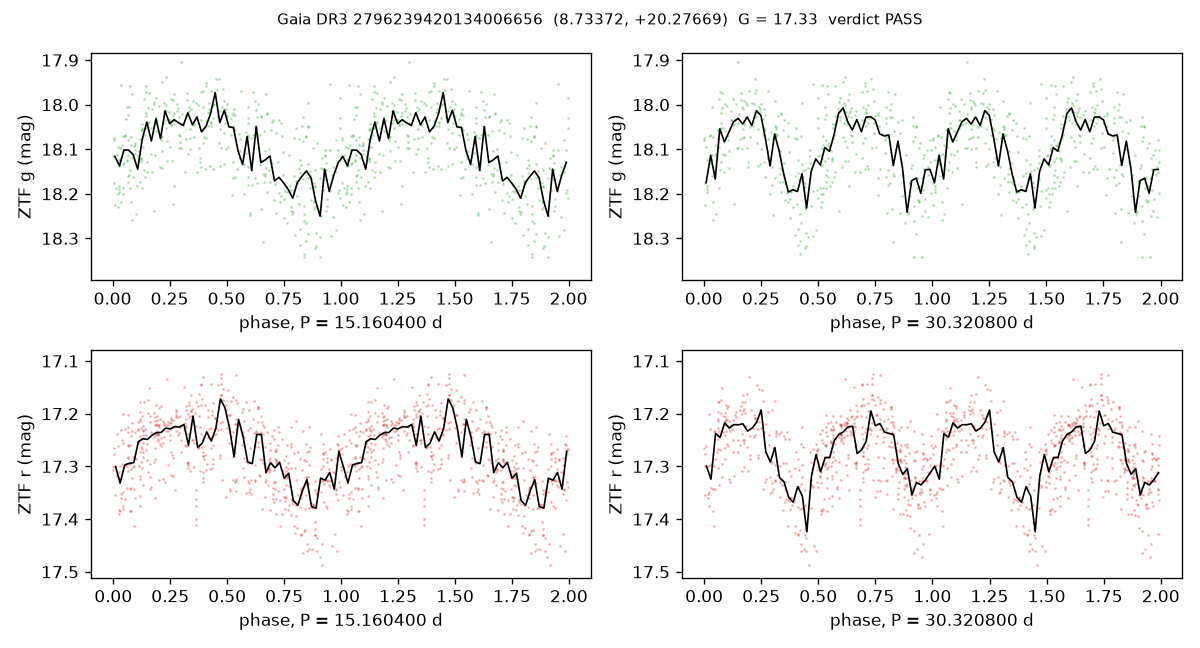 Gaia DR3 2796239420134006656 (8.73372, +20.27669) G = 17.33 verdict PASS
ZTF g (mag)
17.9
18.0
18.1
18.2
18.3
0.00 0.25 0.50 0.75 1.00 1.25 1.50 1.75 2.00
phase, P = 15.160400 d
ZTF g (mag)
17.9
18.0
18.1
18.2
18.3
0.00 0.25 0.50 0.75 1.00 1.25 1.50 1.75 2.00
phase, P = 30.320800 d
ZTF r (mag)
17.1
17.2
17.3
17.4
17.5
0.00 0.25 0.50 0.75 1.00 1.25 1.50 1.75 2.00
phase, P = 15.160400 d
ZTF r (mag)
17.1
17.2
17.3
17.4
17.5
0.00 0.25 0.50 0.75 1.00 1.25 1.50 1.75 2.00
phase, P = 30.320800 d